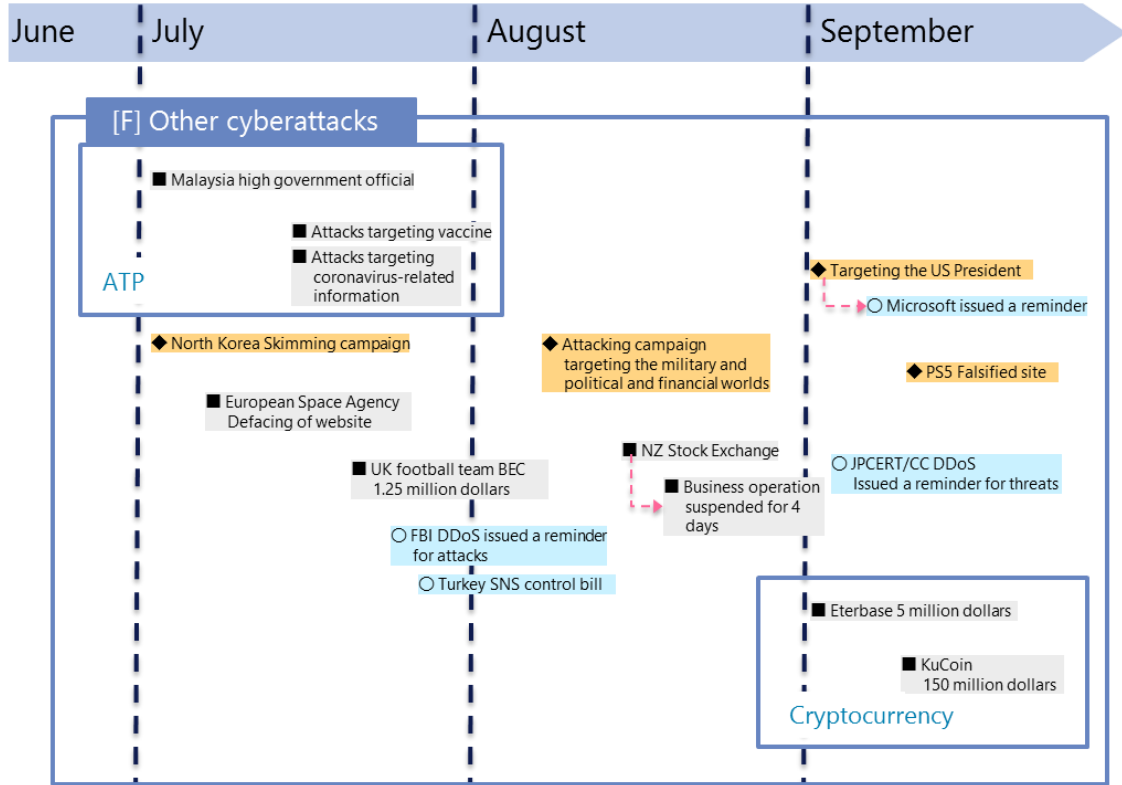 June
July
August
September
[F] Other cyberattacks
■ Malaysia high government official
■ Attacks targeting vaccine
■ Attacks targeting
coronavirus-related
information
ATP
◆ Targeting the US President
○ Microsoft issued a reminder
◆ North Korea Skimming campaign
◆ Attacking campaign
targeting the military and
political and financial worlds
◆ PS5 Falsified site
■ European Space Agency
Defacing of website
■ NZ Stock Exchange
■ UK football team BEC
1.25 million dollars
■ Business operation
suspended for 4
days
○ JPCERT/CC DDoS
Issued a reminder for threats
○ FBI DDoS issued a reminder
for attacks
○ Turkey SNS control bill
■ Eterbase 5 million dollars
■ KuCoin
150 million dollars
Cryptocurrency